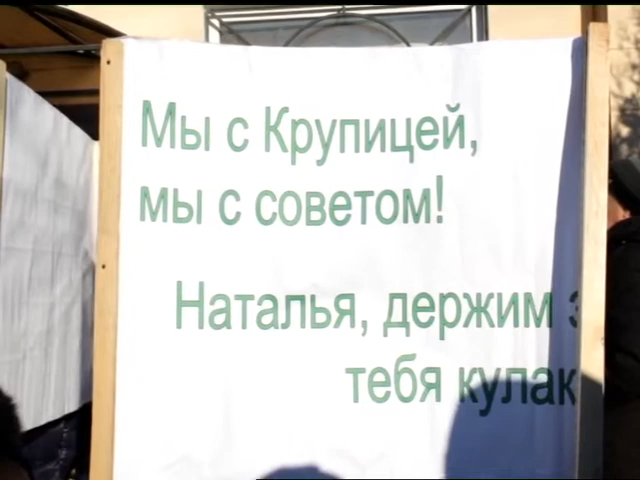 Мы с Крупицей,
мы с советом!
Наталья, держим
тебя кулак